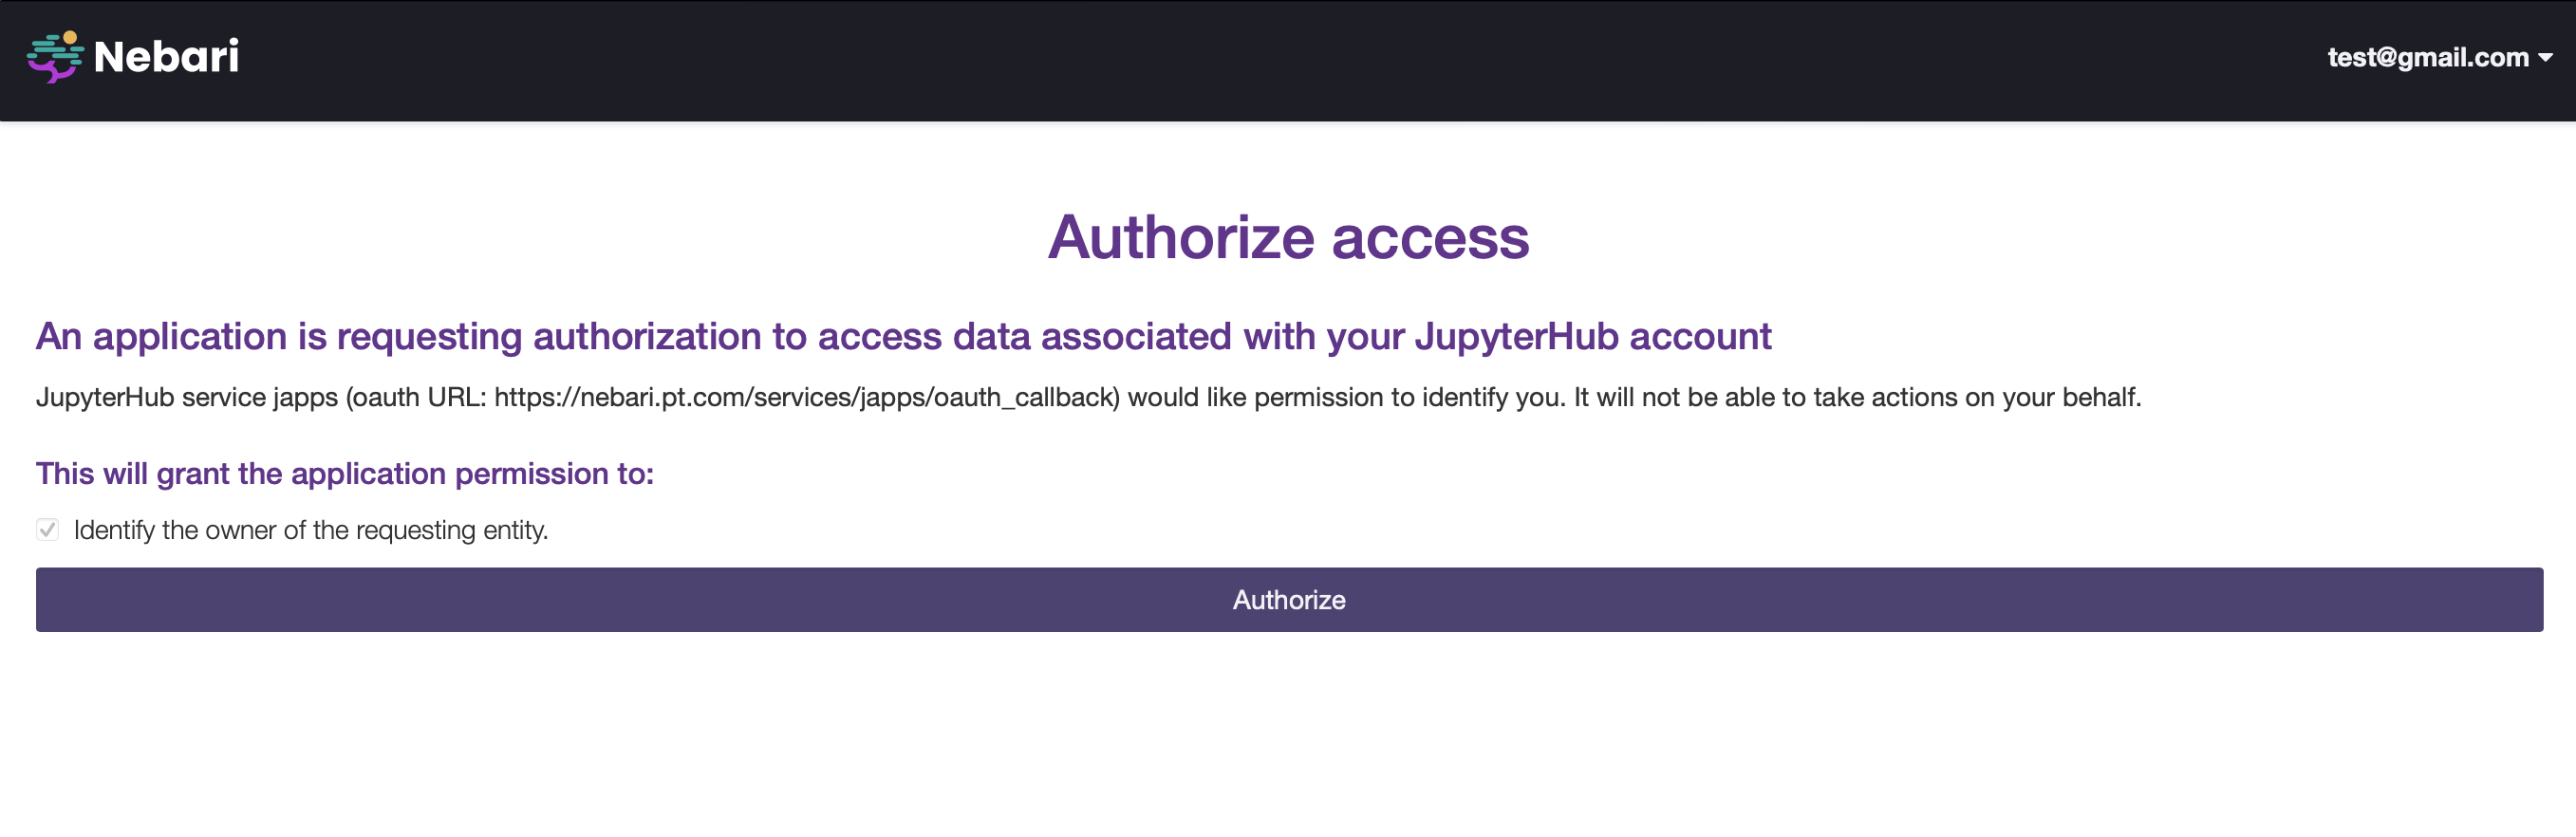 Nebari
test@gmail.com
Authorize access
An application is requesting authorization to access data associated with your JupyterHub account
JupyterHub service japps (oauth URL: https://nebari.pt.com/services/japps/oauth_callback) would like permission to identify you. It will not be able to take actions on your behalf.
This will grant the application permission to:
Identify the owner of the requesting entity.
Authorize